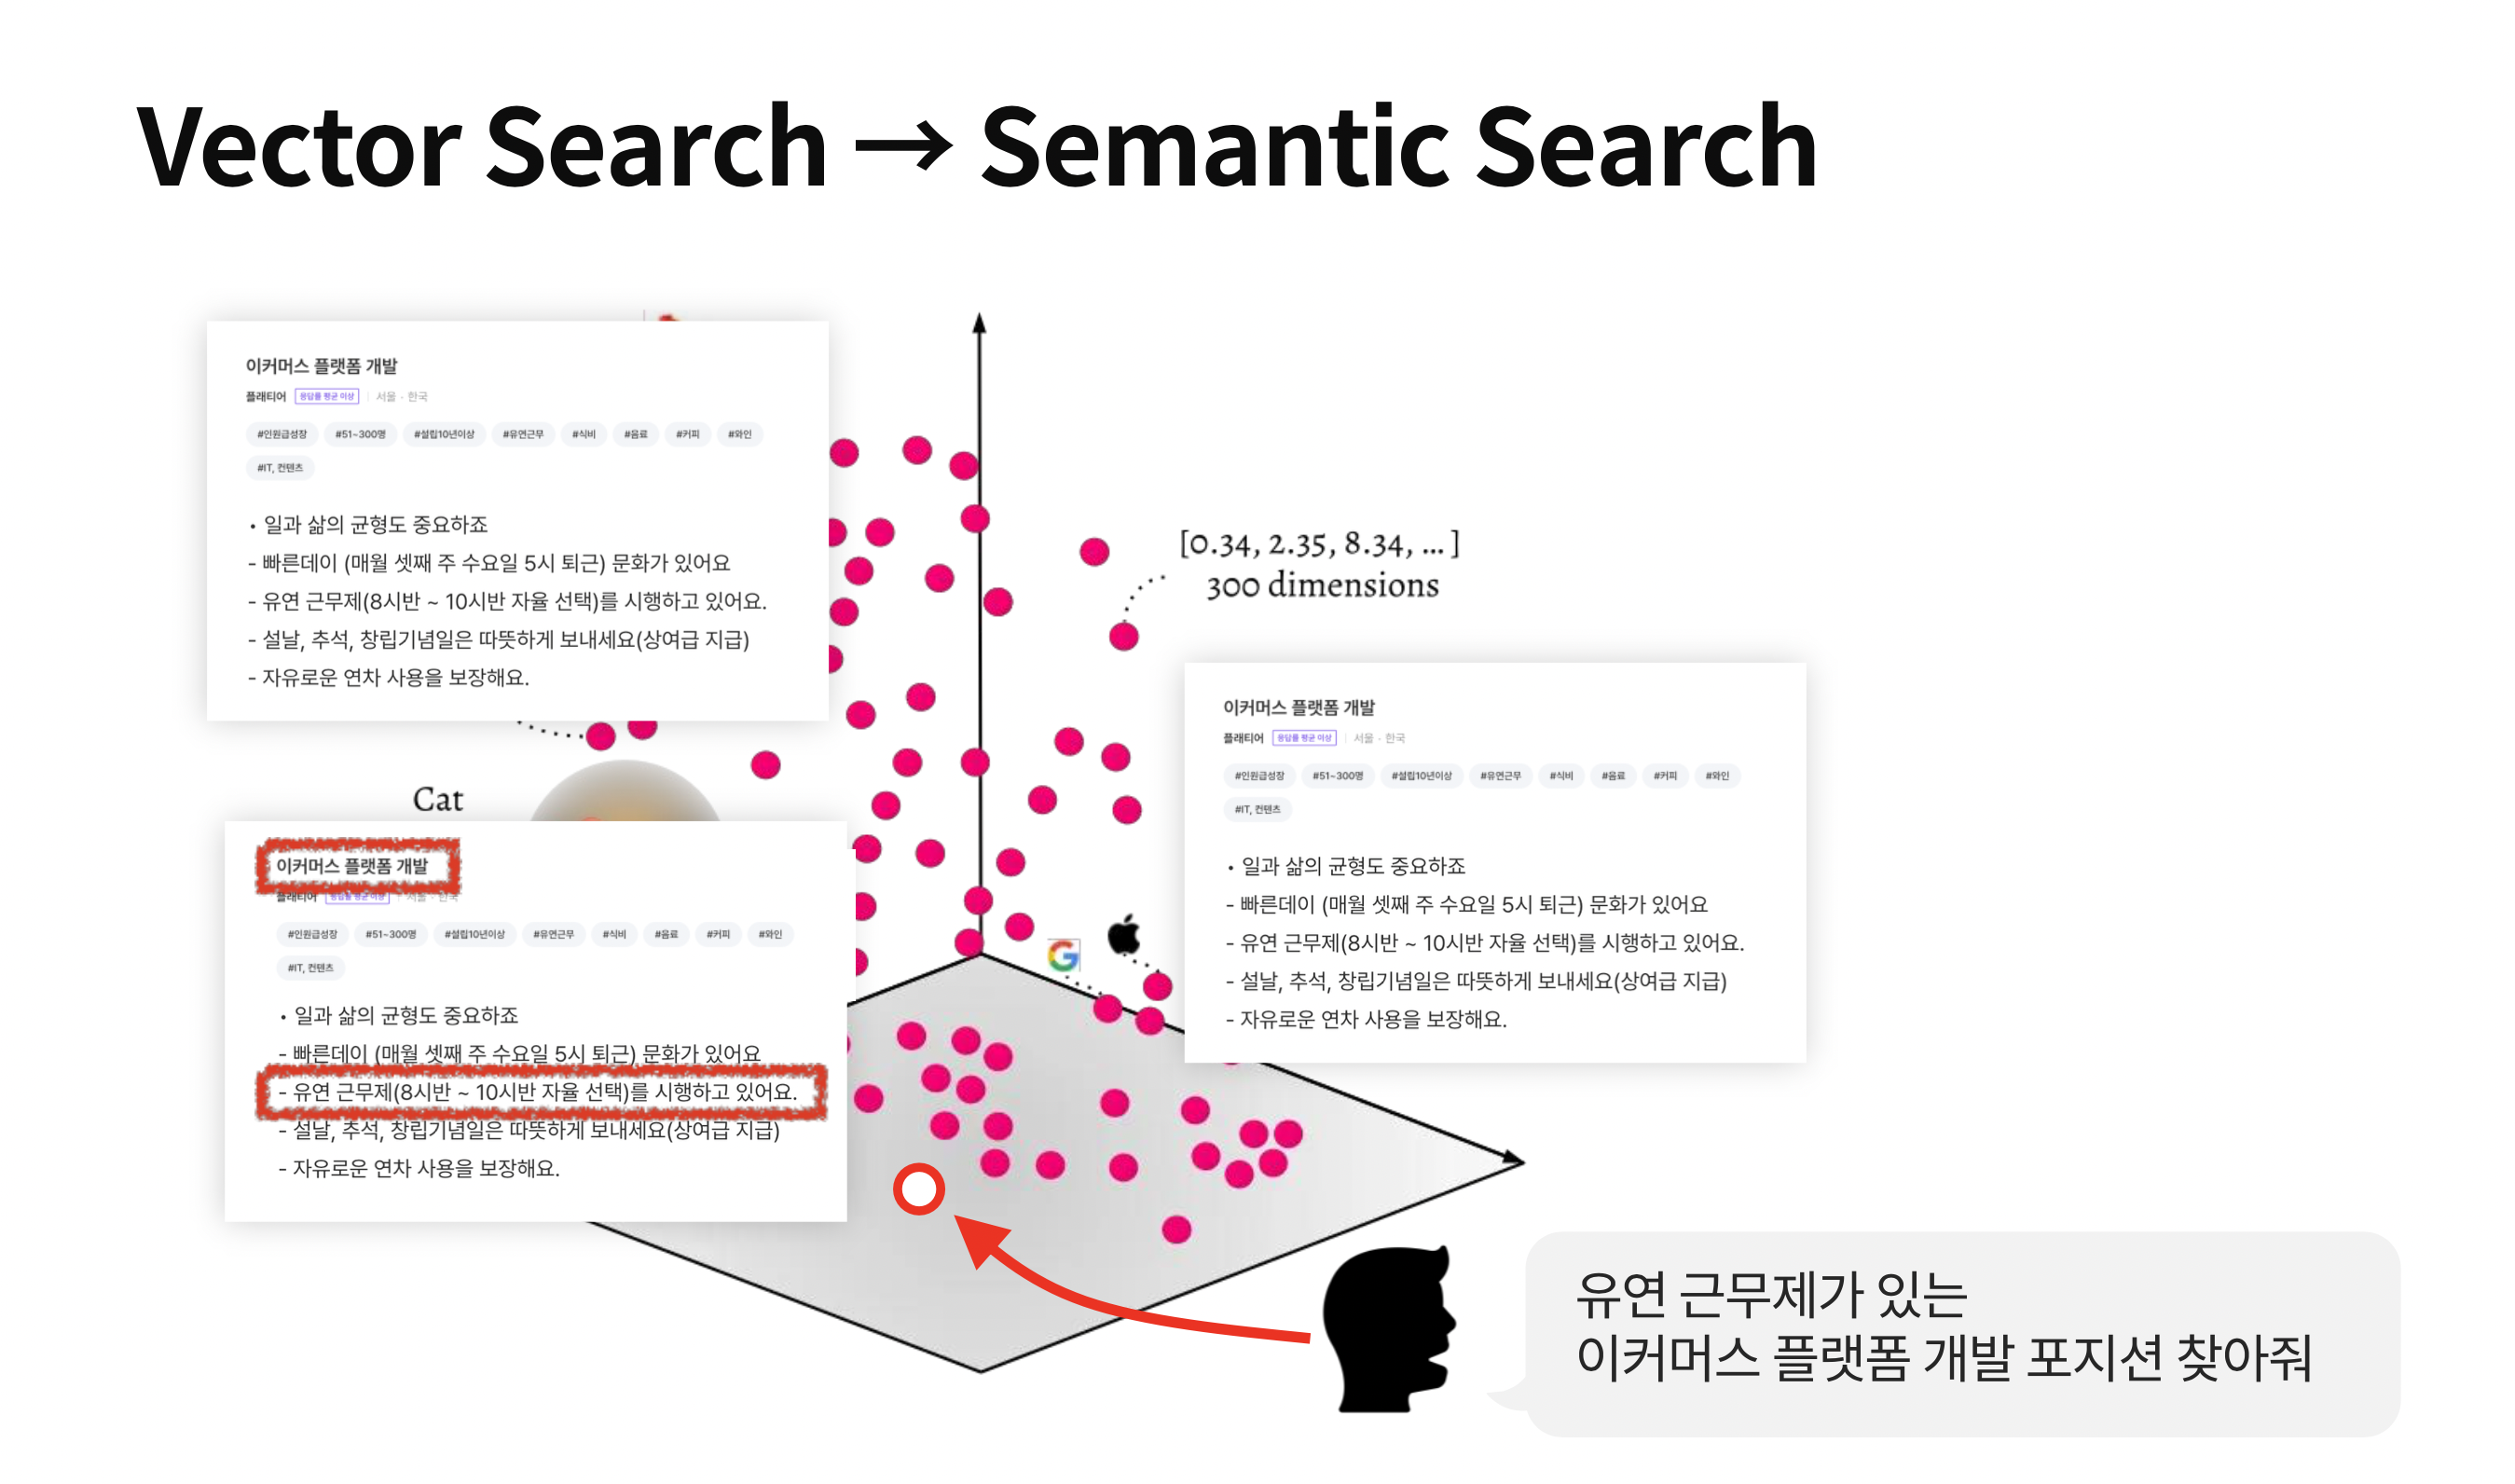 Vector Search → Semantic Search
이커머스 플랫폼 개발
플래티어 응답률 평균 이상 | 서울 · 한국
#인원급성장 #51~300명 #설립10년이상 #유연근무 #식비 #음료 #커피 #와인
#IT, 컨텐츠
• 일과 삶의 균형도 중요하죠
- 빠른데이 (매월 셋째 주 수요일 5시 퇴근) 문화가 있어요
- 유연 근무제(8시반 ~ 10시반 자율 선택)를 시행하고 있어요.
- 설날, 추석, 창립기념일은 따뜻하게 보내세요(상여급 지급)
- 자유로운 연차 사용을 보장해요.
[0.34, 2.35, 8.34, ... ]
300 dimensions
이커머스 플랫폼 개발
플래티어 응답률 평균 이상 | 서울 · 한국
#인원급성장 #51~300명 #설립10년이상 #유연근무 #식비 #음료 #커피 #와인
#IT, 컨텐츠
• 일과 삶의 균형도 중요하죠
- 빠른데이 (매월 셋째 주 수요일 5시 퇴근) 문화가 있어요
- 유연 근무제(8시반 ~ 10시반 자율 선택)를 시행하고 있어요.
- 설날, 추석, 창립기념일은 따뜻하게 보내세요(상여급 지급)
- 자유로운 연차 사용을 보장해요.
Cat
이커머스 플랫폼 개발
플래티어 응답률 평균 이상 | 서울 · 한국
#인원급성장 #51~300명 #설립10년이상 #유연근무 #식비 #음료 #커피 #와인
#IT, 컨텐츠
• 일과 삶의 균형도 중요하죠
- 빠른데이 (매월 셋째 주 수요일 5시 퇴근) 문화가 있어요
- 유연 근무제(8시반 ~ 10시반 자율 선택)를 시행하고 있어요.
- 설날, 추석, 창립기념일은 따뜻하게 보내세요(상여급 지급)
- 자유로운 연차 사용을 보장해요.
G
유연 근무제가 있는
이커머스 플랫폼 개발 포지션 찾아줘